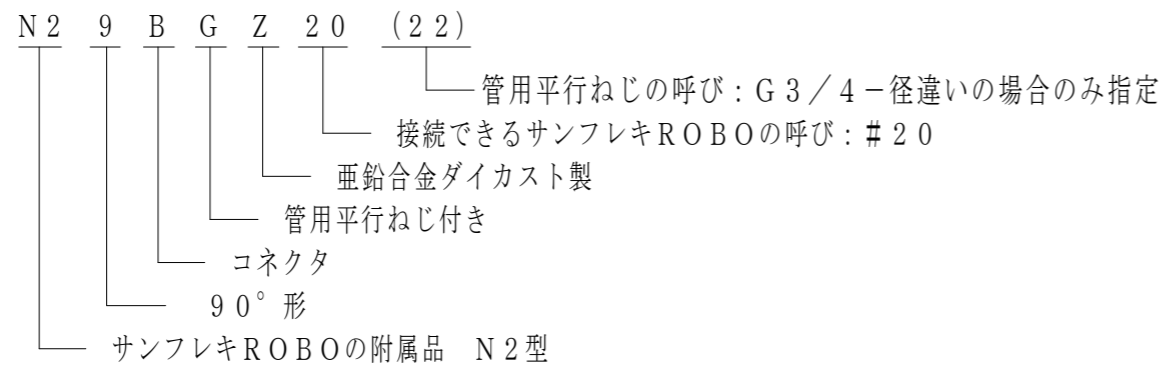 Ｎ２ ９ Ｂ Ｇ Ｚ ２０ （２２）
管用平行ねじの呼び：Ｇ３／４－径違いの場合のみ指定
接続できるサンフレキＲＯＢＯの呼び：＃２０
亜鉛合金ダイカスト製
管用平行ねじ付き
コネクタ
９０°形
サンフレキＲＯＢＯの附属品　Ｎ２型